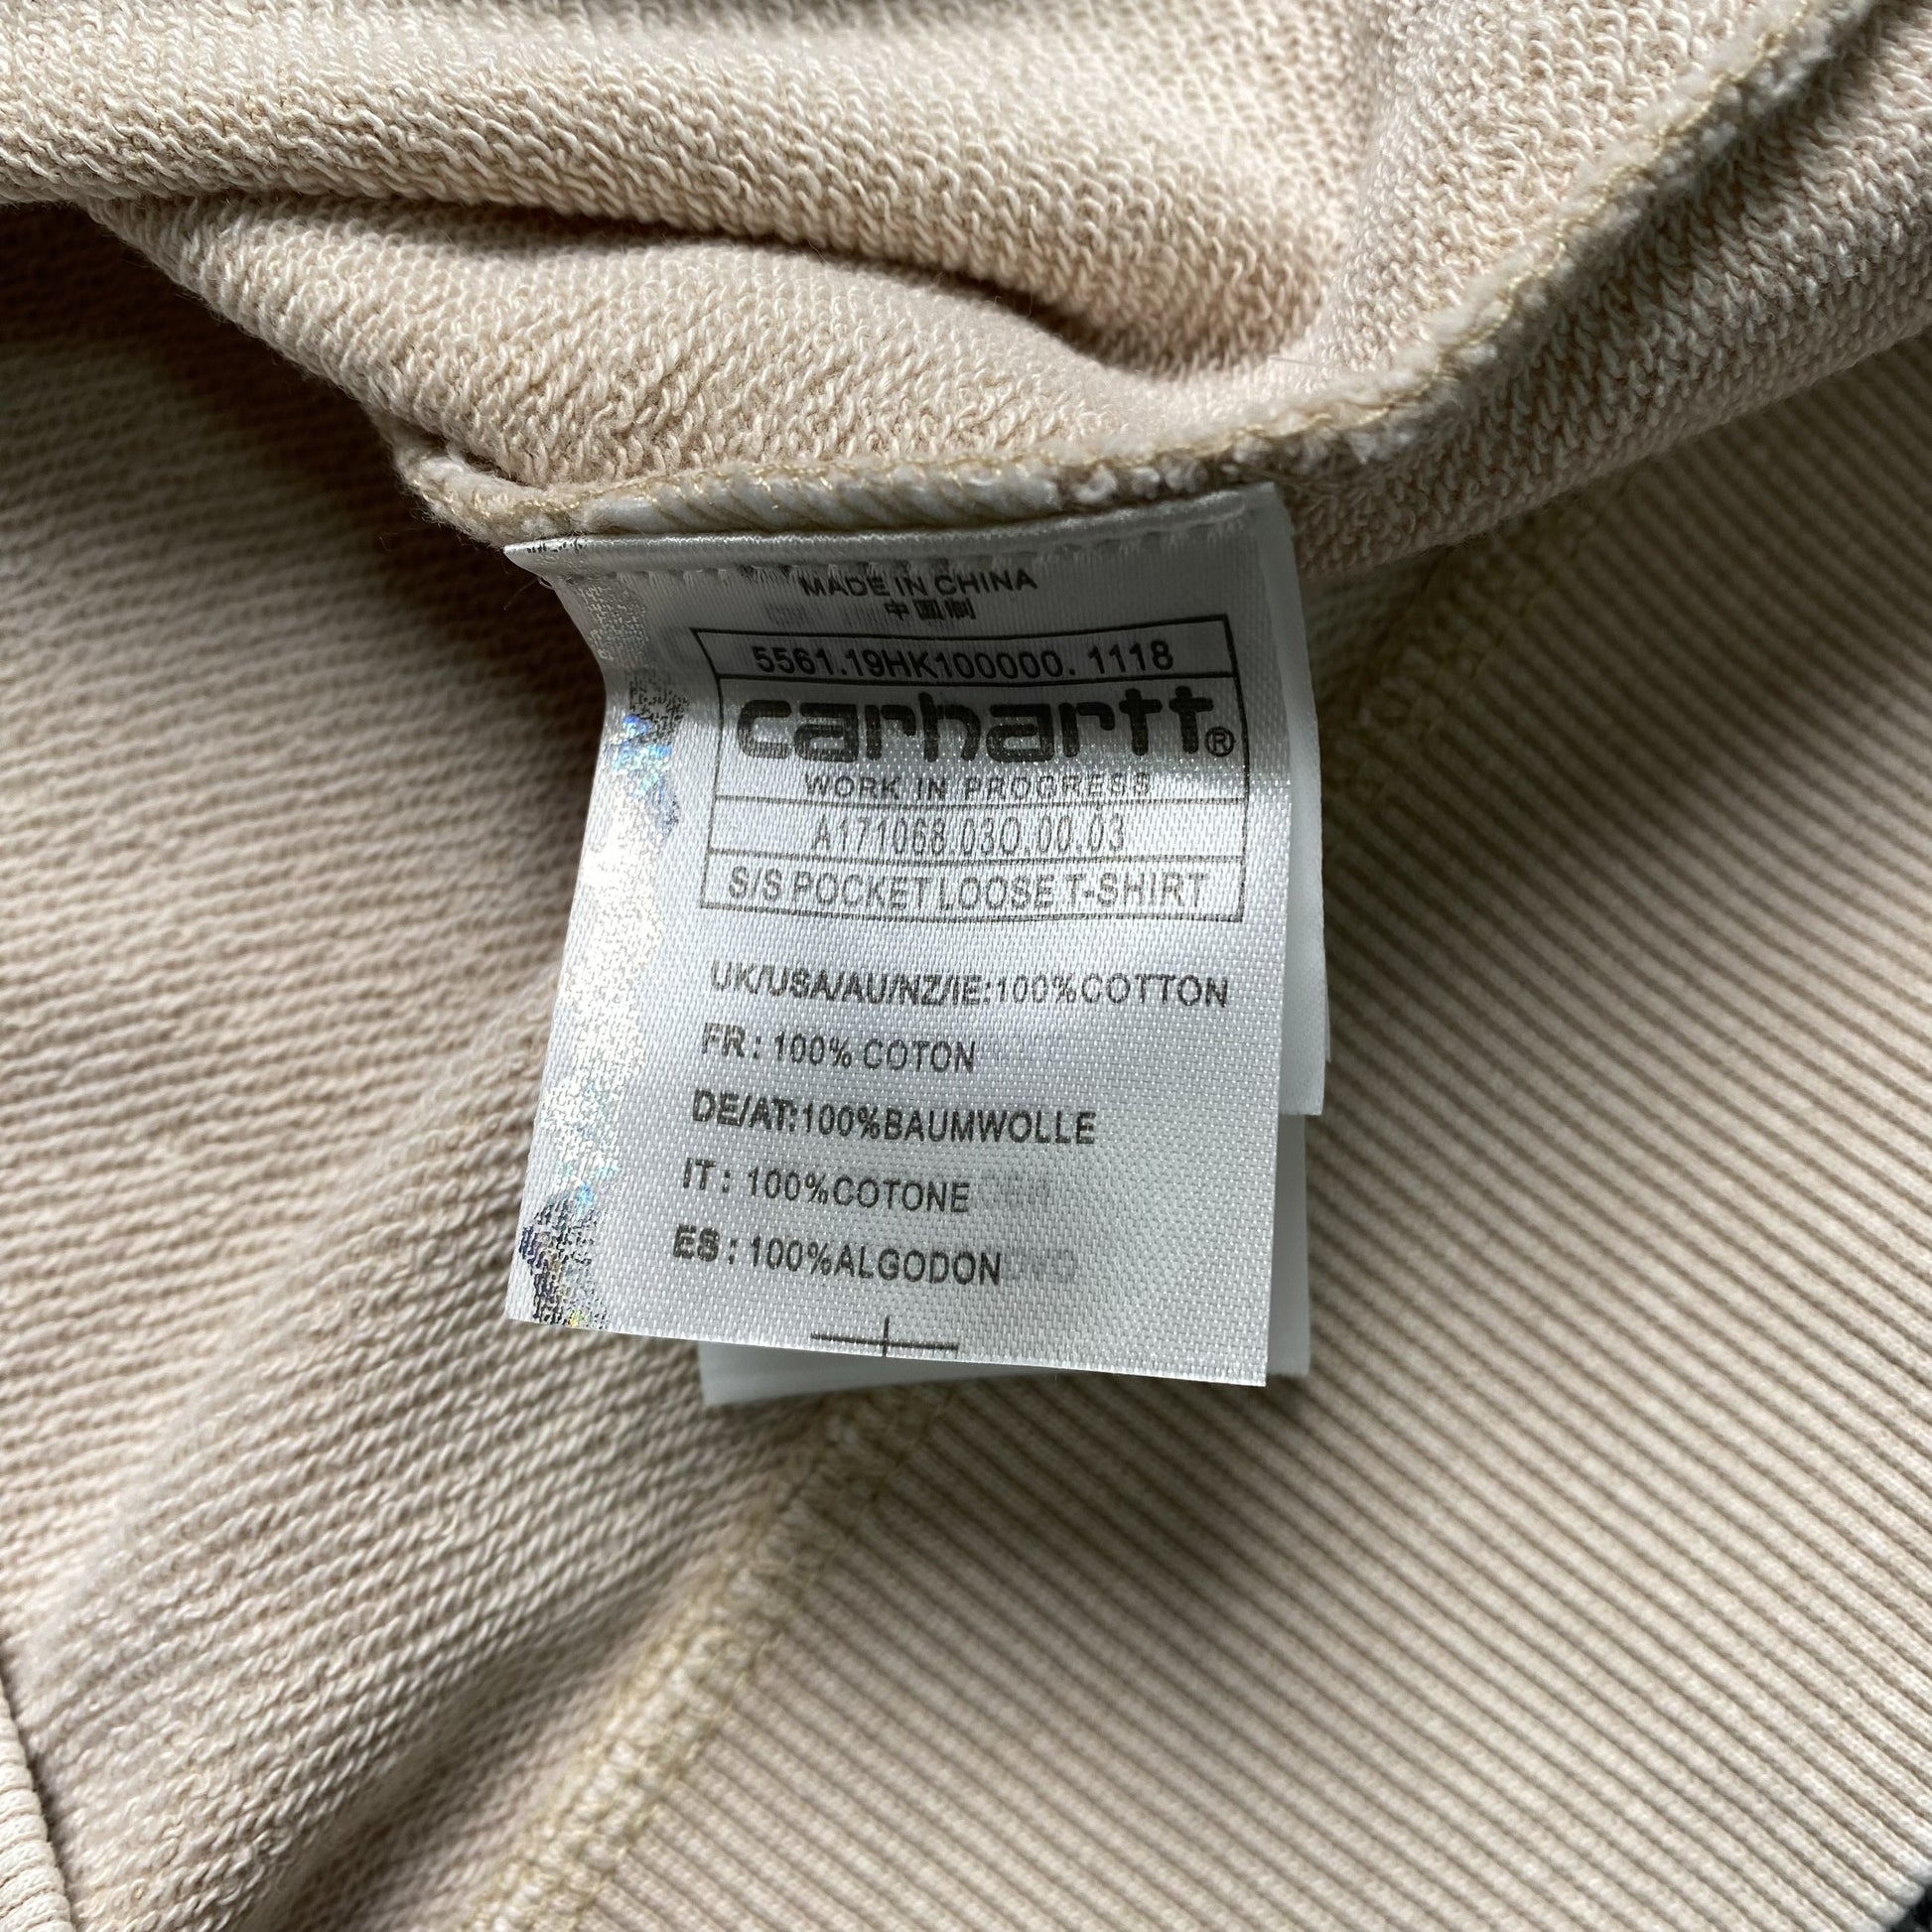 MADE IN CHINA
中國制
5561.19HK100000. 1118
carhartt®
WORK IN PROGRESS
A171068.03O.00.03
S/S POCKET LOOSE T-SHIRT
UK/USA/AU/NZ/IE:100%COTTON
FR: 100% COTON
DE/AT:100%BAUMWOLLE
IT: 100%COTONE
ES: 100%ALGODON